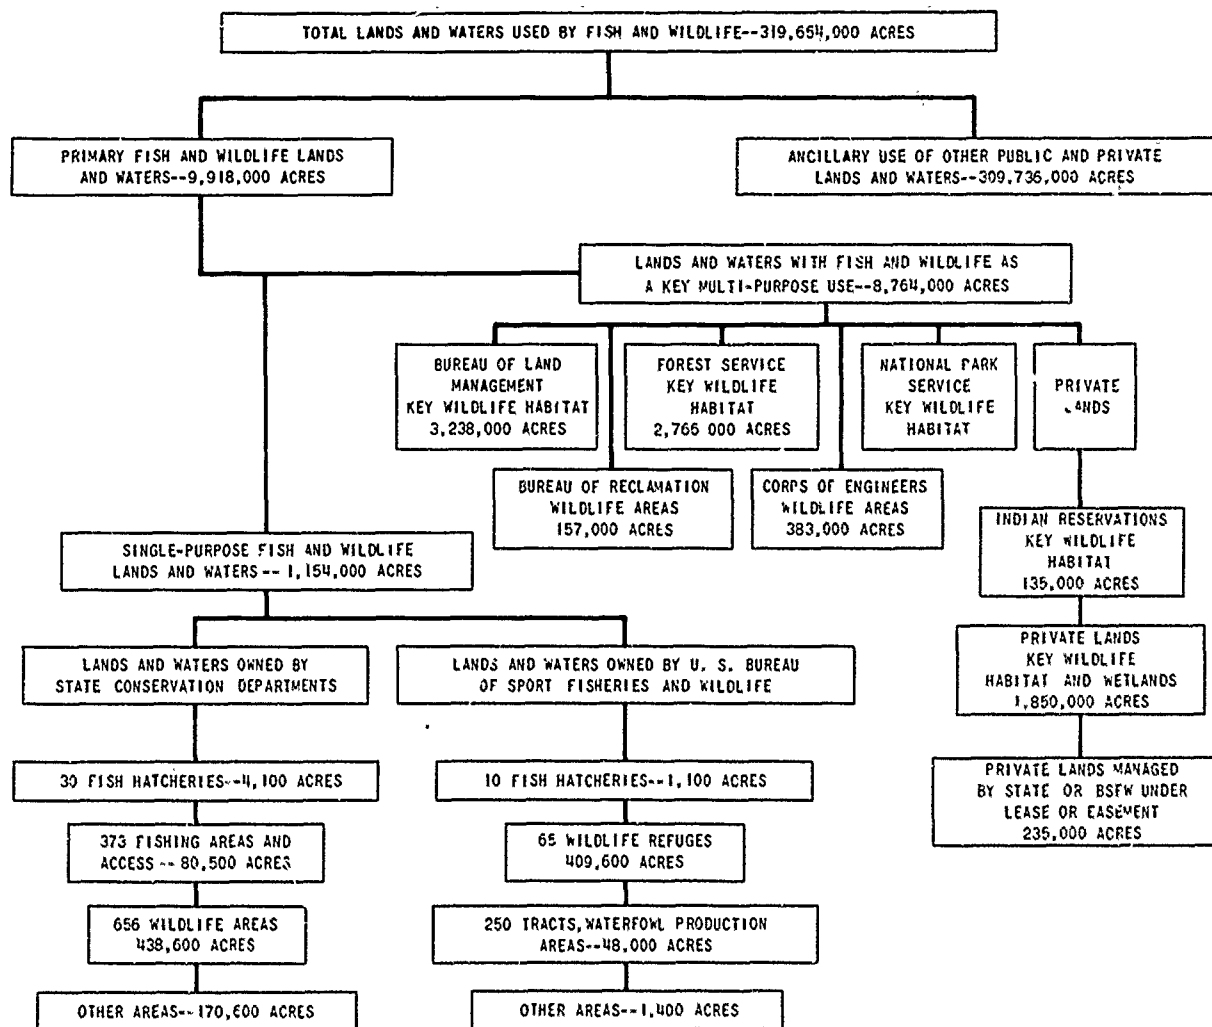 TOTAL LANDS AND WATERS USED BY FISH AND WILDLIFE--319,654,000 ACRES
PRIMARY FISH AND WILDLIFE LANDS
AND WATERS--9,918,000 ACRES
ANCILLARY USE OF OTHER PUBLIC AND PRIVATE
LANDS AND WATERS--309,736,000 ACRES
LANDS AND WATERS WITH FISH AND WILDLIFE AS
A KEY MULTI-PURPOSE USE--8,764,000 ACRES
BUREAU OF LAND
MANAGEMENT
KEY WILDLIFE HABITAT
3,238,000 ACRES
FOREST SERVICE
KEY WILDLIFE
HABITAT
2,766 000 ACRES
NATIONAL PARK
SERVICE
KEY WILDLIFE
HABITAT
PRIVATE
LANDS
BUREAU OF RECLAMATION
WILDLIFE AREAS
157,000 ACRES
CORPS OF ENGINEERS
WILDLIFE AREAS
383,000 ACRES
INDIAN RESERVATIONS
KEY WILDLIFE
HABITAT
135,000 ACRES
PRIVATE LANDS
KEY WILDLIFE
HABITAT AND WETLANDS
1,850,000 ACRES
PRIVATE LANDS MANAGED
BY STATE OR BSFW UNDER
LEASE OR EASEMENT
235,000 ACRES
SINGLE-PURPOSE FISH AND WILDLIFE
LANDS AND WATERS -- 1,154,000 ACRES
LANDS AND WATERS OWNED BY
STATE CONSERVATION DEPARTMENTS
LANDS AND WATERS OWNED BY U. S. BUREAU
OF SPORT FISHERIES AND WILDLIFE
30 FISH HATCHERIES--4,100 ACRES
10 FISH HATCHERIES--1,100 ACRES
373 FISHING AREAS AND
ACCESS--80,500 ACRES
65 WILDLIFE REFUGES
409,600 ACRES
656 WILDLIFE AREAS
438,600 ACRES
250 TRACTS, WATERFOWL PRODUCTION
AREAS--48,000 ACRES
OTHER AREAS--170,600 ACRES
OTHER AREAS--1,400 ACRES